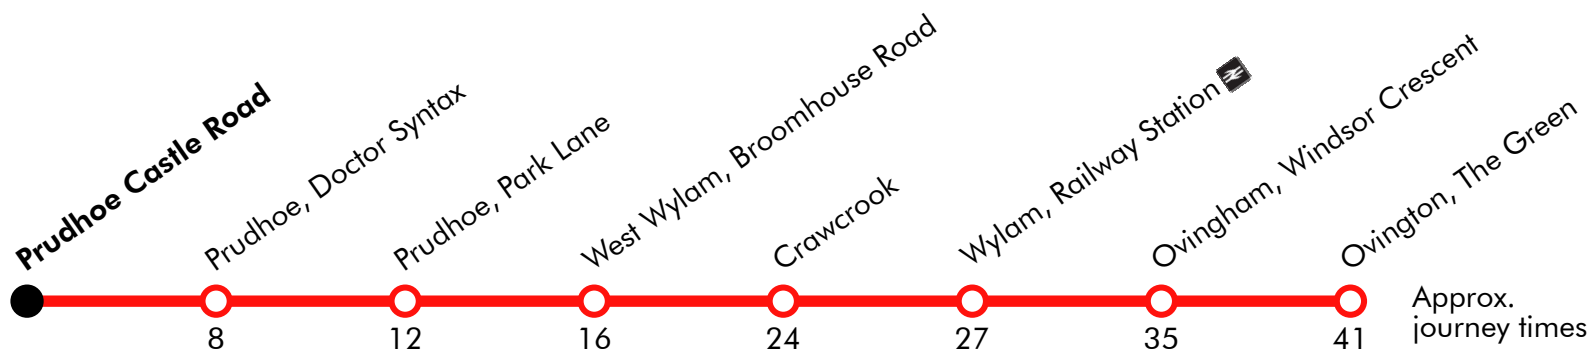 Prudhoe Castle Road
Prudhoe, Doctor Syntax
Prudhoe, Park Lane
West Wylam, Broomhouse Road
Crawcrook
Wylam, Railway Station
Ovingham, Windsor Crescent
Ovington, The Green
8
12
16
24
27
35
41
Approx.
journey times